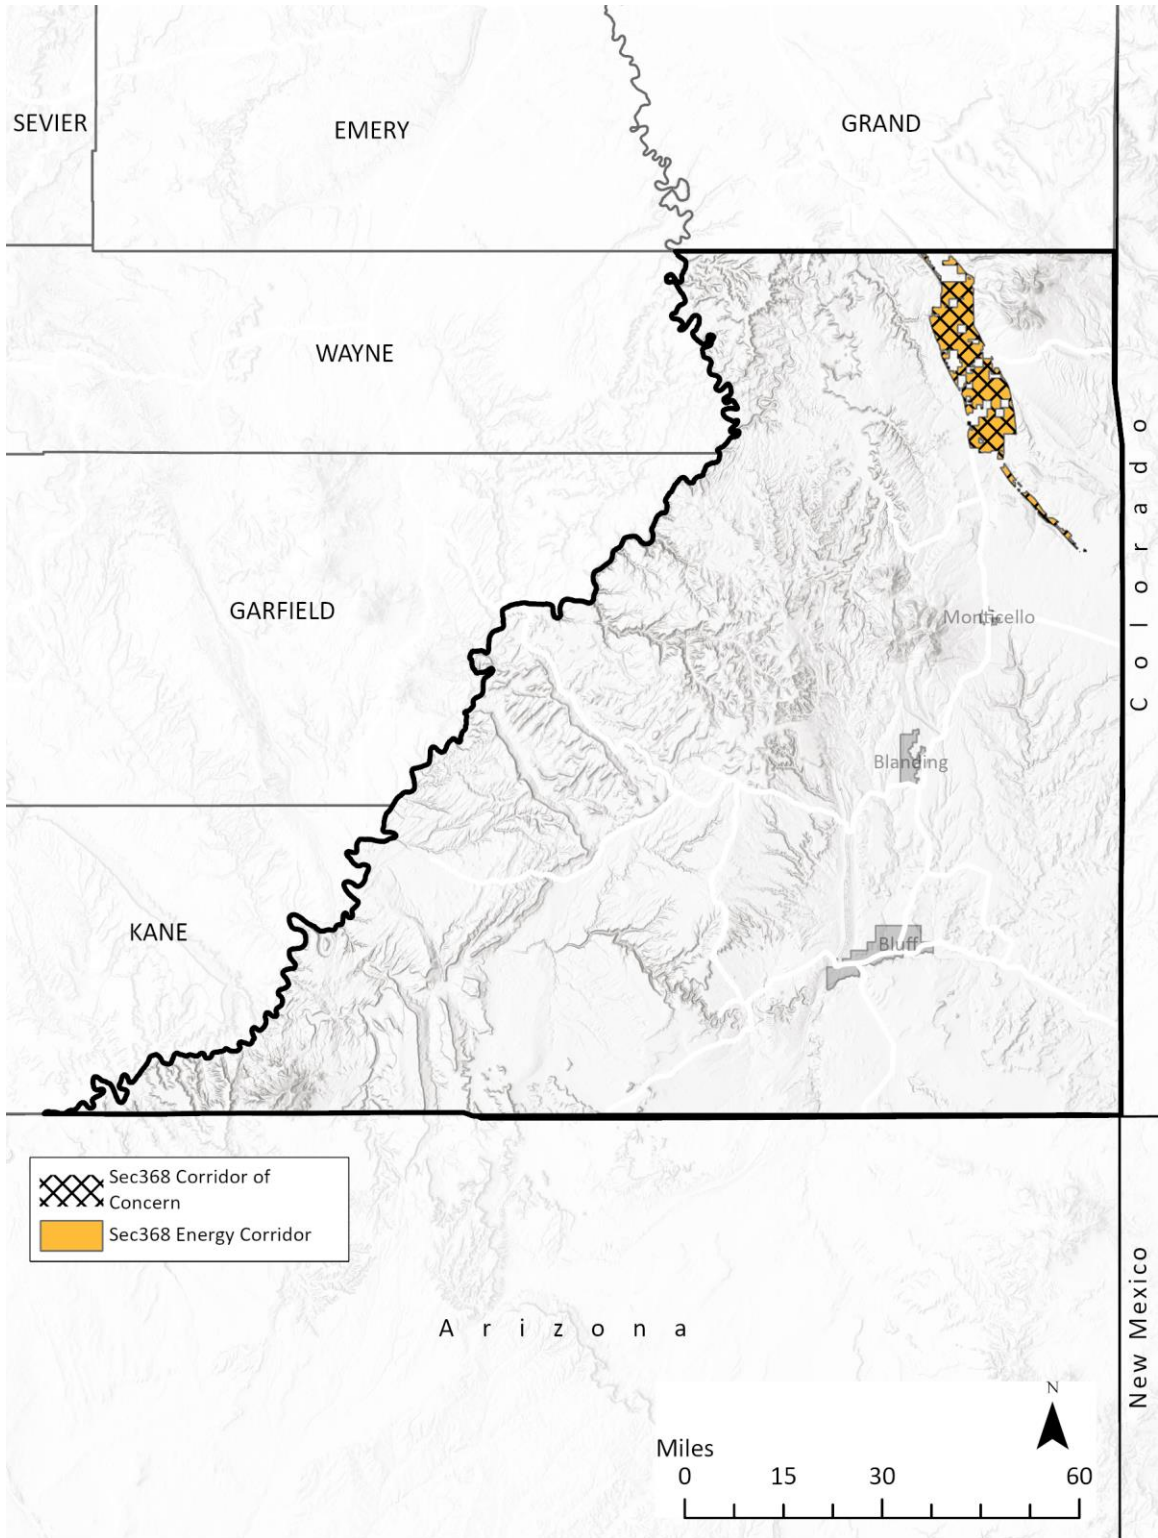 SEVIER
EMERY
GRAND
WAYNE
GARFIELD
Monticello
Colorado
Blanding
KANE
Bluff
Sec368 Corridor of
Concern
Sec368 Energy Corridor
Arizona
New Mexico
N
Miles
0 15 30 60